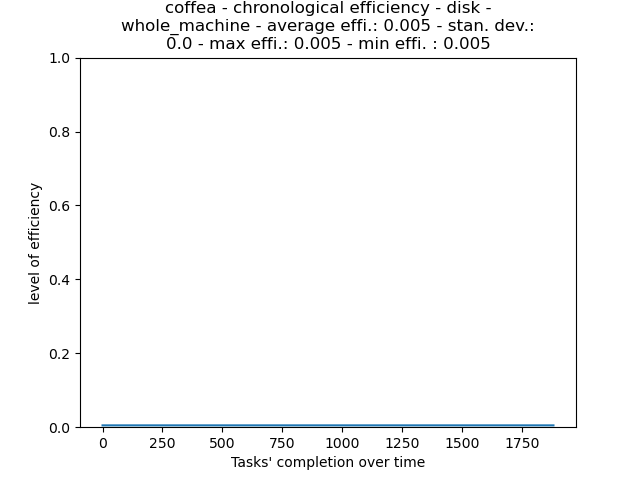 coffea - chronological efficiency - disk -
whole_machine - average effi.: 0.005 - stan. dev.:
0.0 - max effi.: 0.005 - min effi. : 0.005
1.0
0.8
0.6
0.4
0.2
0.0
level of efficiency
0 250 500 750 1000 1250 1500 1750
Tasks' completion over time